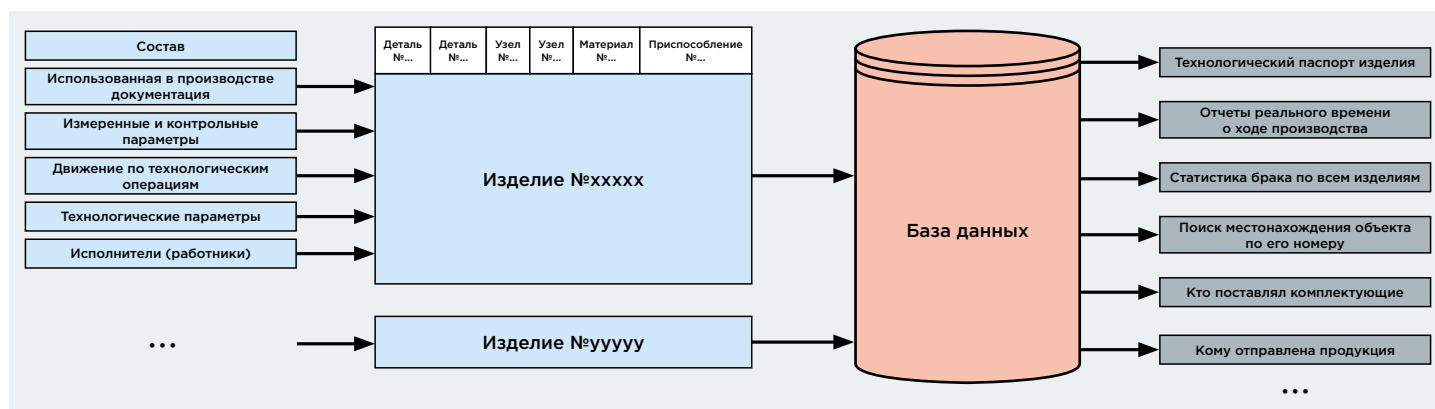 Состав
Использованная в производстве
документация
Измеренные и контрольные
параметры
Движение по технологическим
операциям
Технологические параметры
Исполнители (работники)
...
Деталь
№...
Деталь
№...
Узел
№...
Узел
№...
Материал
№...
Приспособление
№...
Изделие №xxxxx
Изделие №yyyyy
База данных
Технологический паспорт изделия
Отчеты реального времени
о ходе производства
Статистика брака по всем изделиям
Поиск местонахождения объекта
по его номеру
Кто поставлял комплектующие
Кому отправлена продукция
...